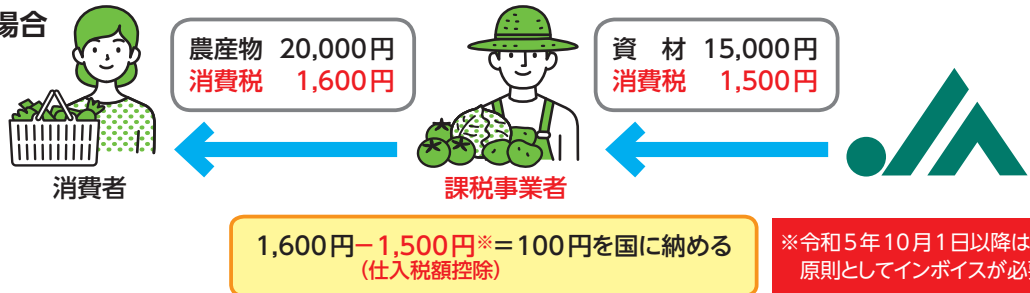 場合
農産物 20,000円
消費税 1,600円
資 材 15,000円
消費税 1,500円
消費者
課税事業者
1,600円－1,500円※＝100円を国に納める
(仕入税額控除)
※令和5年10月1日以降は
原則としてインボイスが必